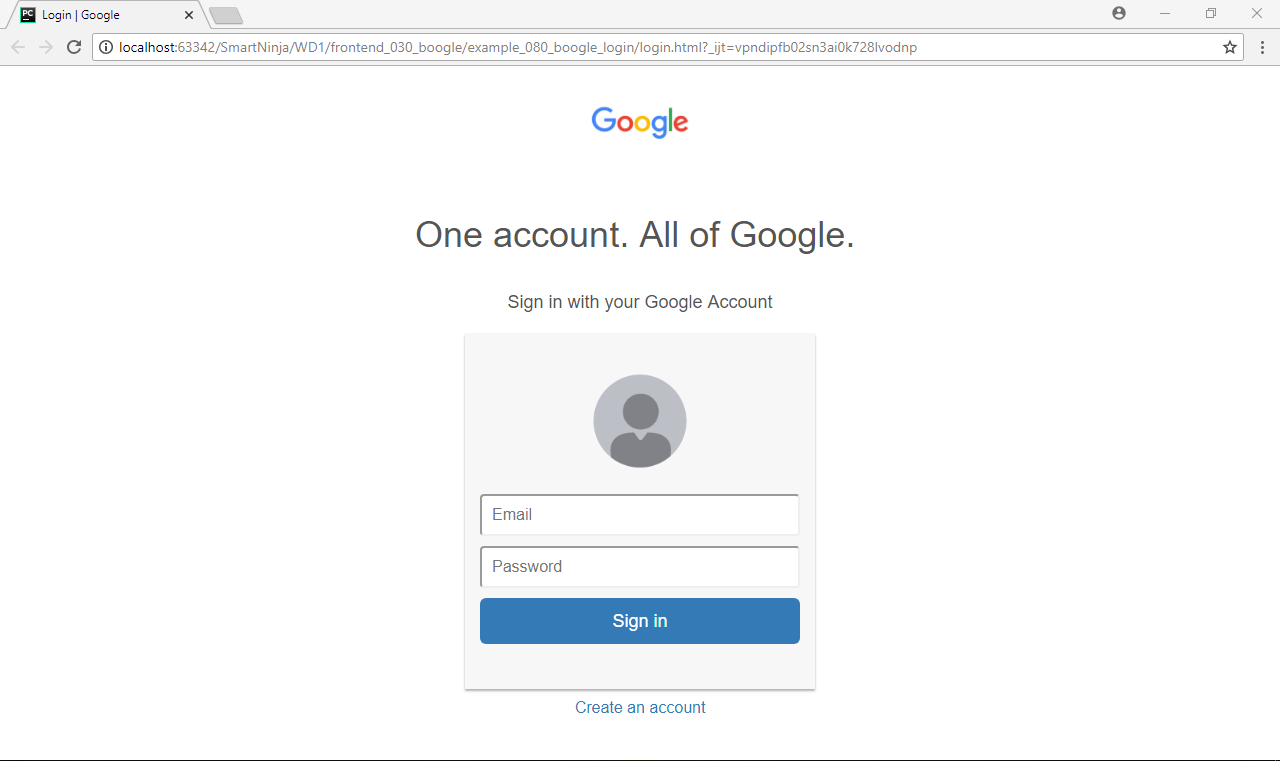 PC
Login | Google
localhost:63342/SmartNinja/WD1/frontend_030_boogle/example_080_boogle_login/login.html?_ijt=vpndipfb02sn3ai0k728lvodnp
Google
One account. All of Google.
Sign in with your Google Account
Email
Password
Sign in
Create an account